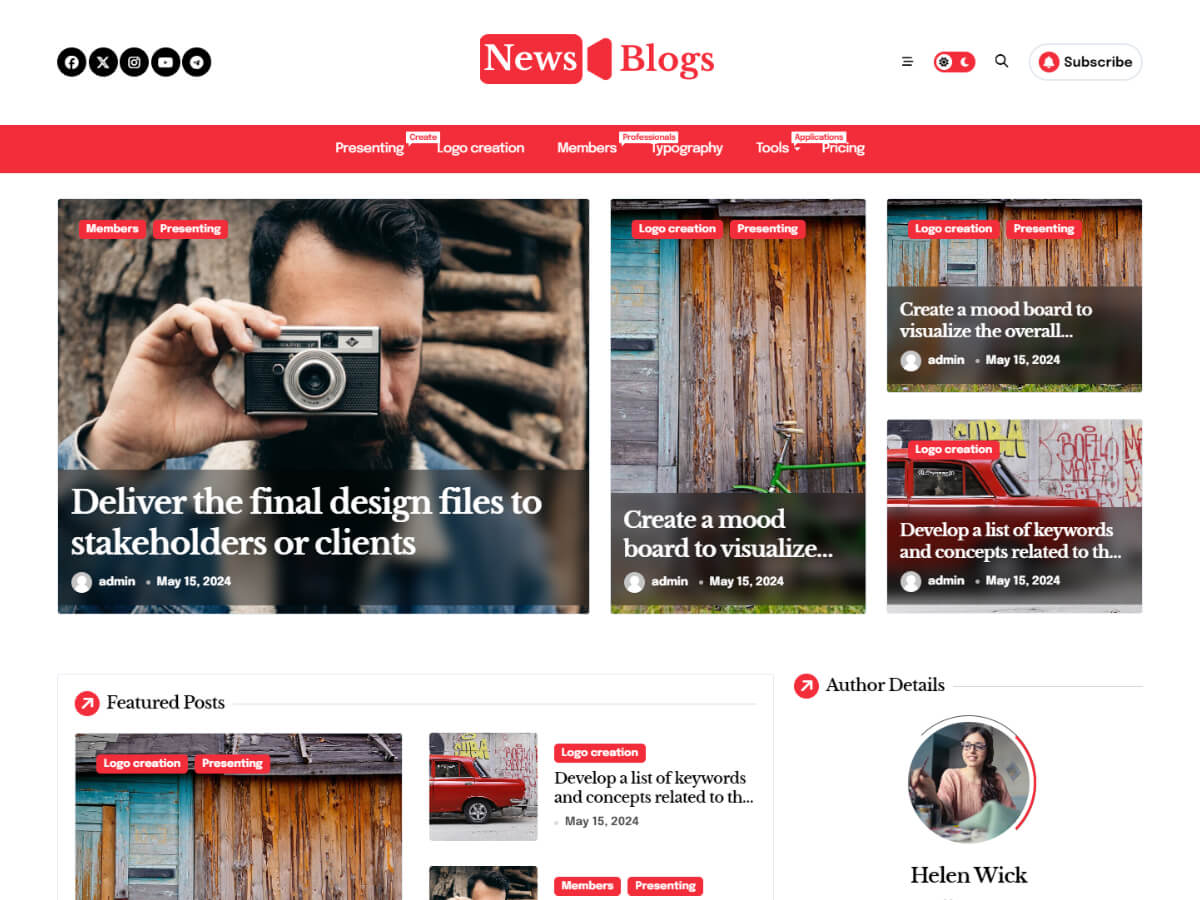 News Blogs
Subscribe
Create
Professionals
Applications
Presenting
Logo creation
Members
Typography
Tools
Pricing
Members
Presenting
Deliver the final design files to
stakeholders or clients
admin
May 15, 2024
Logo creation
Presenting
Create a mood
board to visualize...
admin
May 15, 2024
Logo creation
Presenting
Create a mood board to
visualize the overall...
admin
May 15, 2024
Logo creation
Develop a list of keywords
and concepts related to th...
admin
May 15, 2024
Featured Posts
Logo creation
Presenting
Logo creation
Develop a list of keywords
and concepts related to th...
May 15, 2024
Members
Presenting
Author Details
Helen Wick